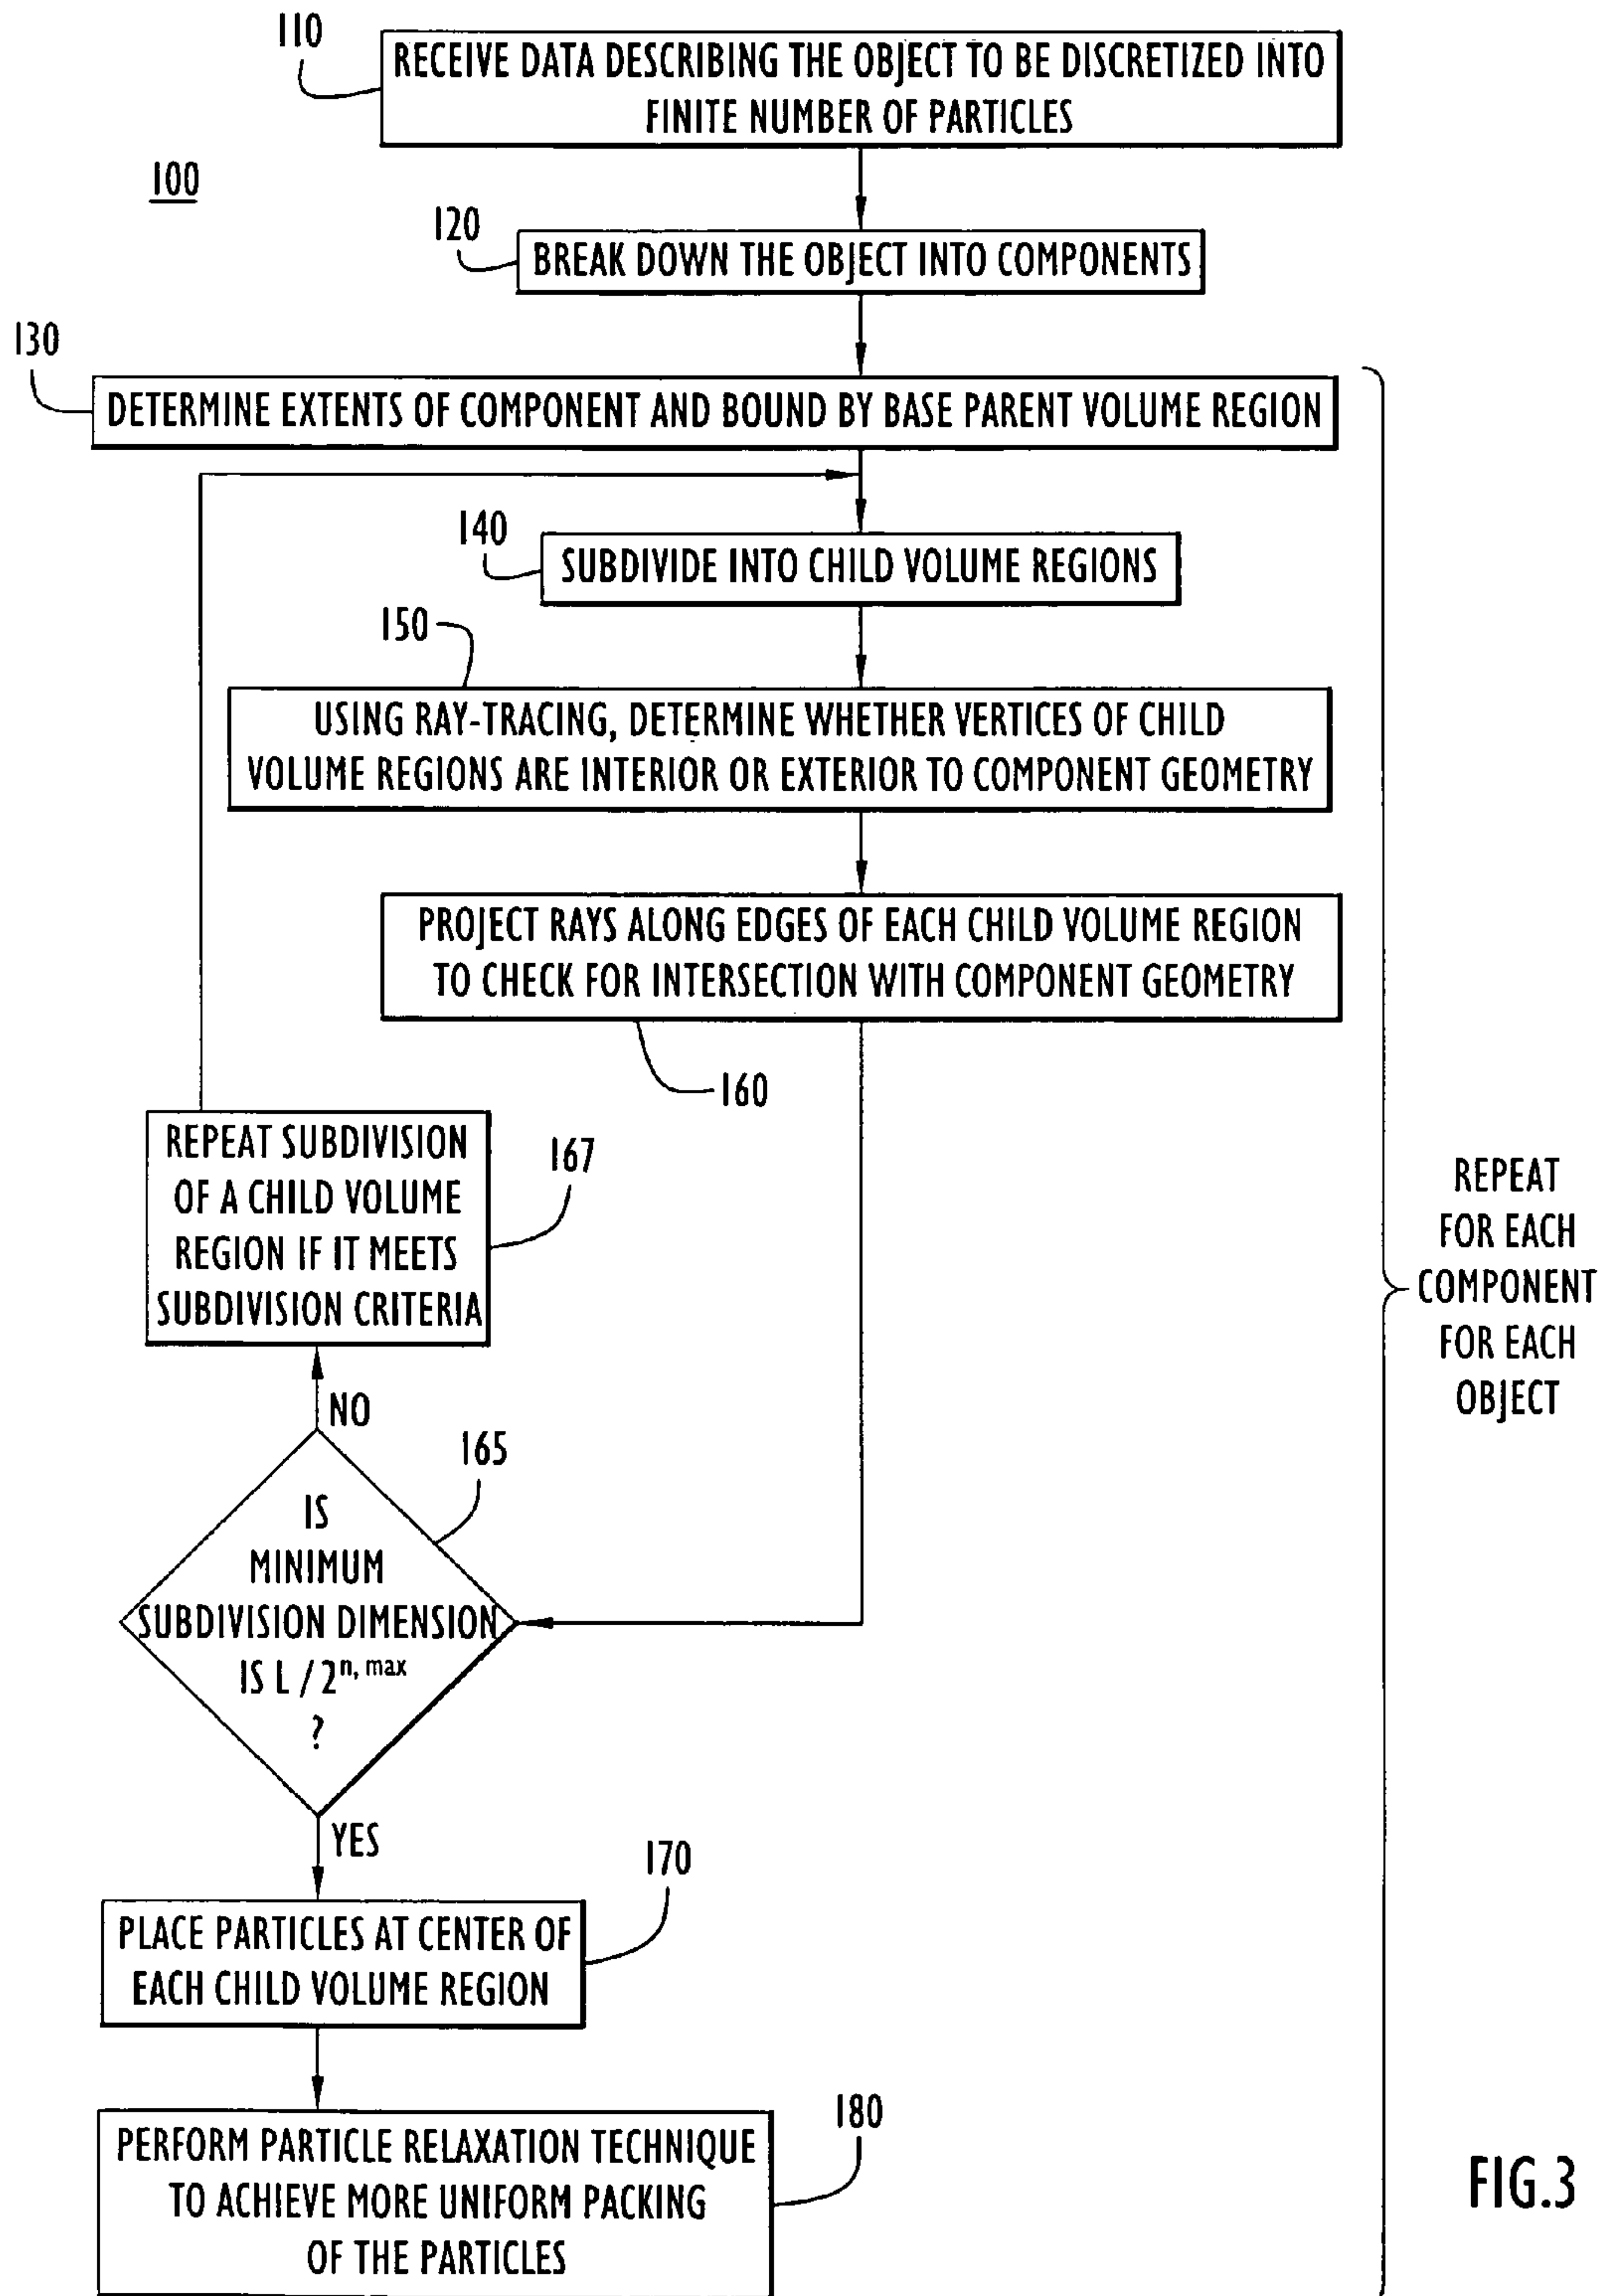 110
RECEIVE DATA DESCRIBING THE OBJECT TO BE DISCRETIZED INTO
FINITE NUMBER OF PARTICLES
100
120
BREAK DOWN THE OBJECT INTO COMPONENTS
130
DETERMINE EXTENTS OF COMPONENT AND BOUND BY BASE PARENT VOLUME REGION
140
SUBDIVIDE INTO CHILD VOLUME REGIONS
150
USING RAY-TRACING, DETERMINE WHETHER VERTICES OF CHILD
VOLUME REGIONS ARE INTERIOR OR EXTERIOR TO COMPONENT GEOMETRY
PROJECT RAYS ALONG EDGES OF EACH CHILD VOLUME REGION
TO CHECK FOR INTERSECTION WITH COMPONENT GEOMETRY
160
REPEAT SUBDIVISION
OF A CHILD VOLUME
REGION IF IT MEETS
SUBDIVISION CRITERIA
167
REPEAT
FOR EACH
COMPONENT
FOR EACH
OBJECT
NO
165
IS
MINIMUM
SUBDIVISION DIMENSION
IS L / 2^n, max
?
YES
170
PLACE PARTICLES AT CENTER OF
EACH CHILD VOLUME REGION
180
PERFORM PARTICLE RELAXATION TECHNIQUE
TO ACHIEVE MORE UNIFORM PACKING
OF THE PARTICLES
FIG.3